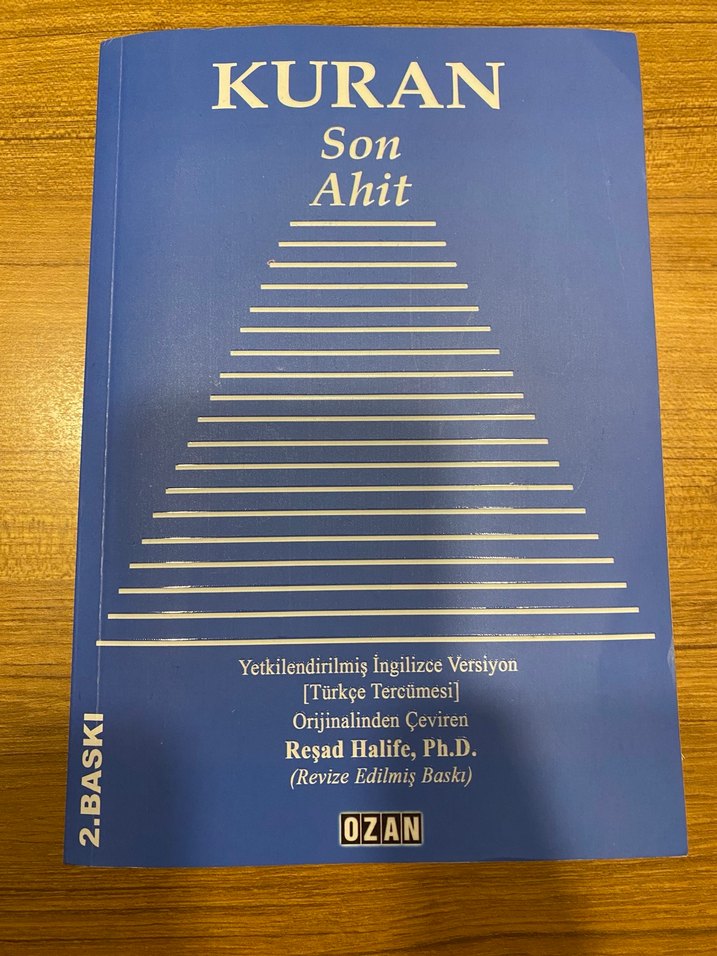 KURAN
Son
Ahit
Yetkilendirilmiş İngilizce Versiyon
[Türkçe Tercümesi]
Orijinalinden Çeviren
Reşad Halife, Ph.D.
(Revize Edilmiş Baskı)
2.BASKI
OZAN